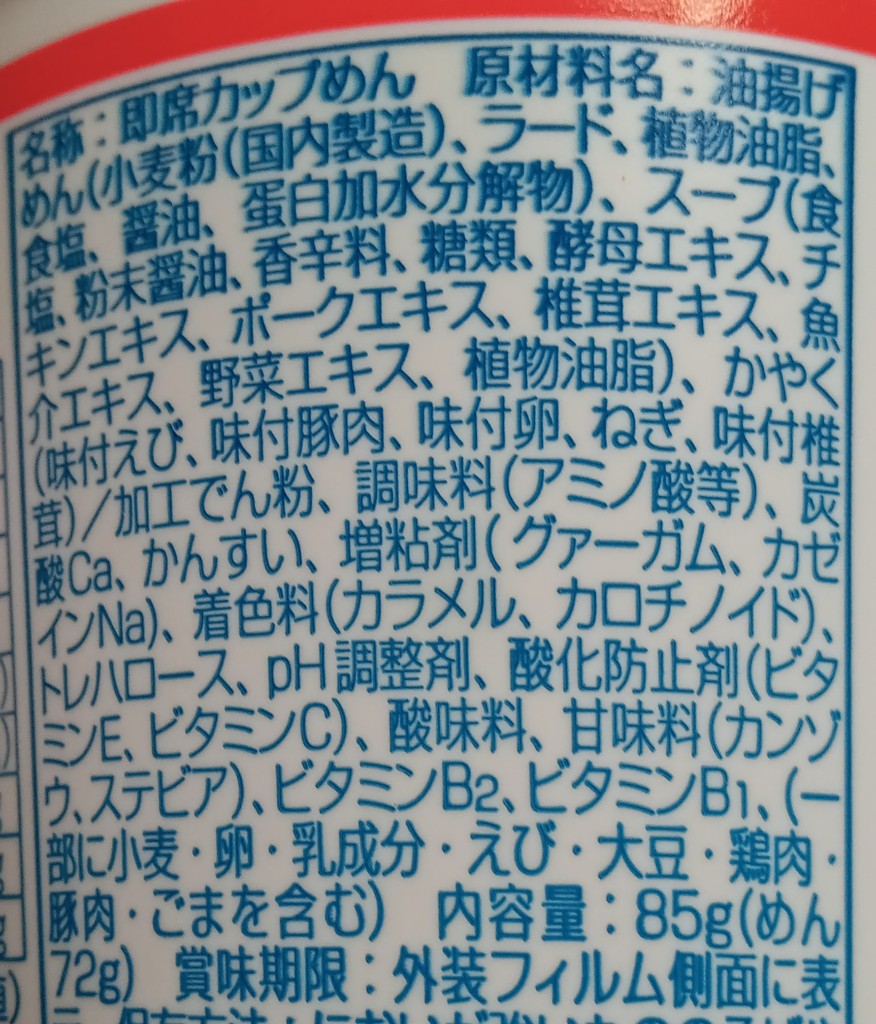 名称：即席カップめん　原材料名：油揚げ
めん(小麦粉(国内製造)、ラード、植物油脂、
食塩、醤油、蛋白加水分解物)、スープ(食
塩、粉末醤油、香辛料、糖類、酵母エキス、チ
キンエキス、ポークエキス、椎茸エキス、魚
介エキス、野菜エキス、植物油脂)、かやく
(味付えび、味付豚肉、味付卵、ねぎ、味付椎
茸)/加工でん粉、調味料(アミノ酸等)、炭
酸Ca、かんすい、増粘剤(グァーガム、カゼ
インNa)、着色料(カラメル、カロチノイド)、
トレハロース、pH調整剤、酸化防止剤(ビタ
ミンE、ビタミンC)、酸味料、甘味料(カンゾ
ウ、ステビア)、ビタミンB2、ビタミンB1、(一
部に小麦・卵・乳成分・えび・大豆・鶏肉・
豚肉・ごまを含む)　内容量：85g(めん
72g)　賞味期限：外装フィルム側面に表